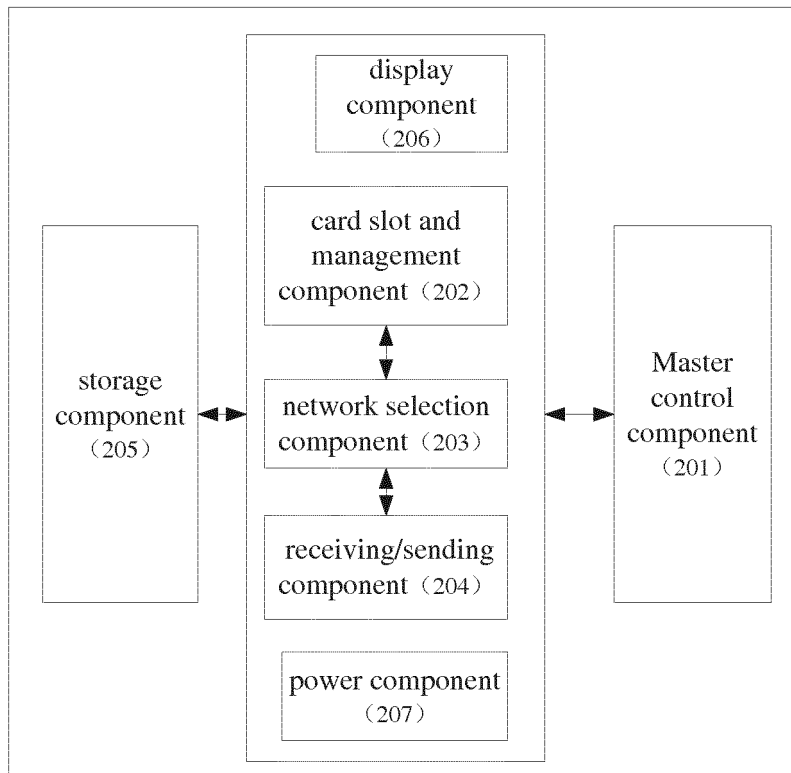 display
component
（206）
card slot and
management
component（202）
storage
component
（205）
network selection
component（203）
Master
control
component
（201）
receiving/sending
component（204）
power component
（207）